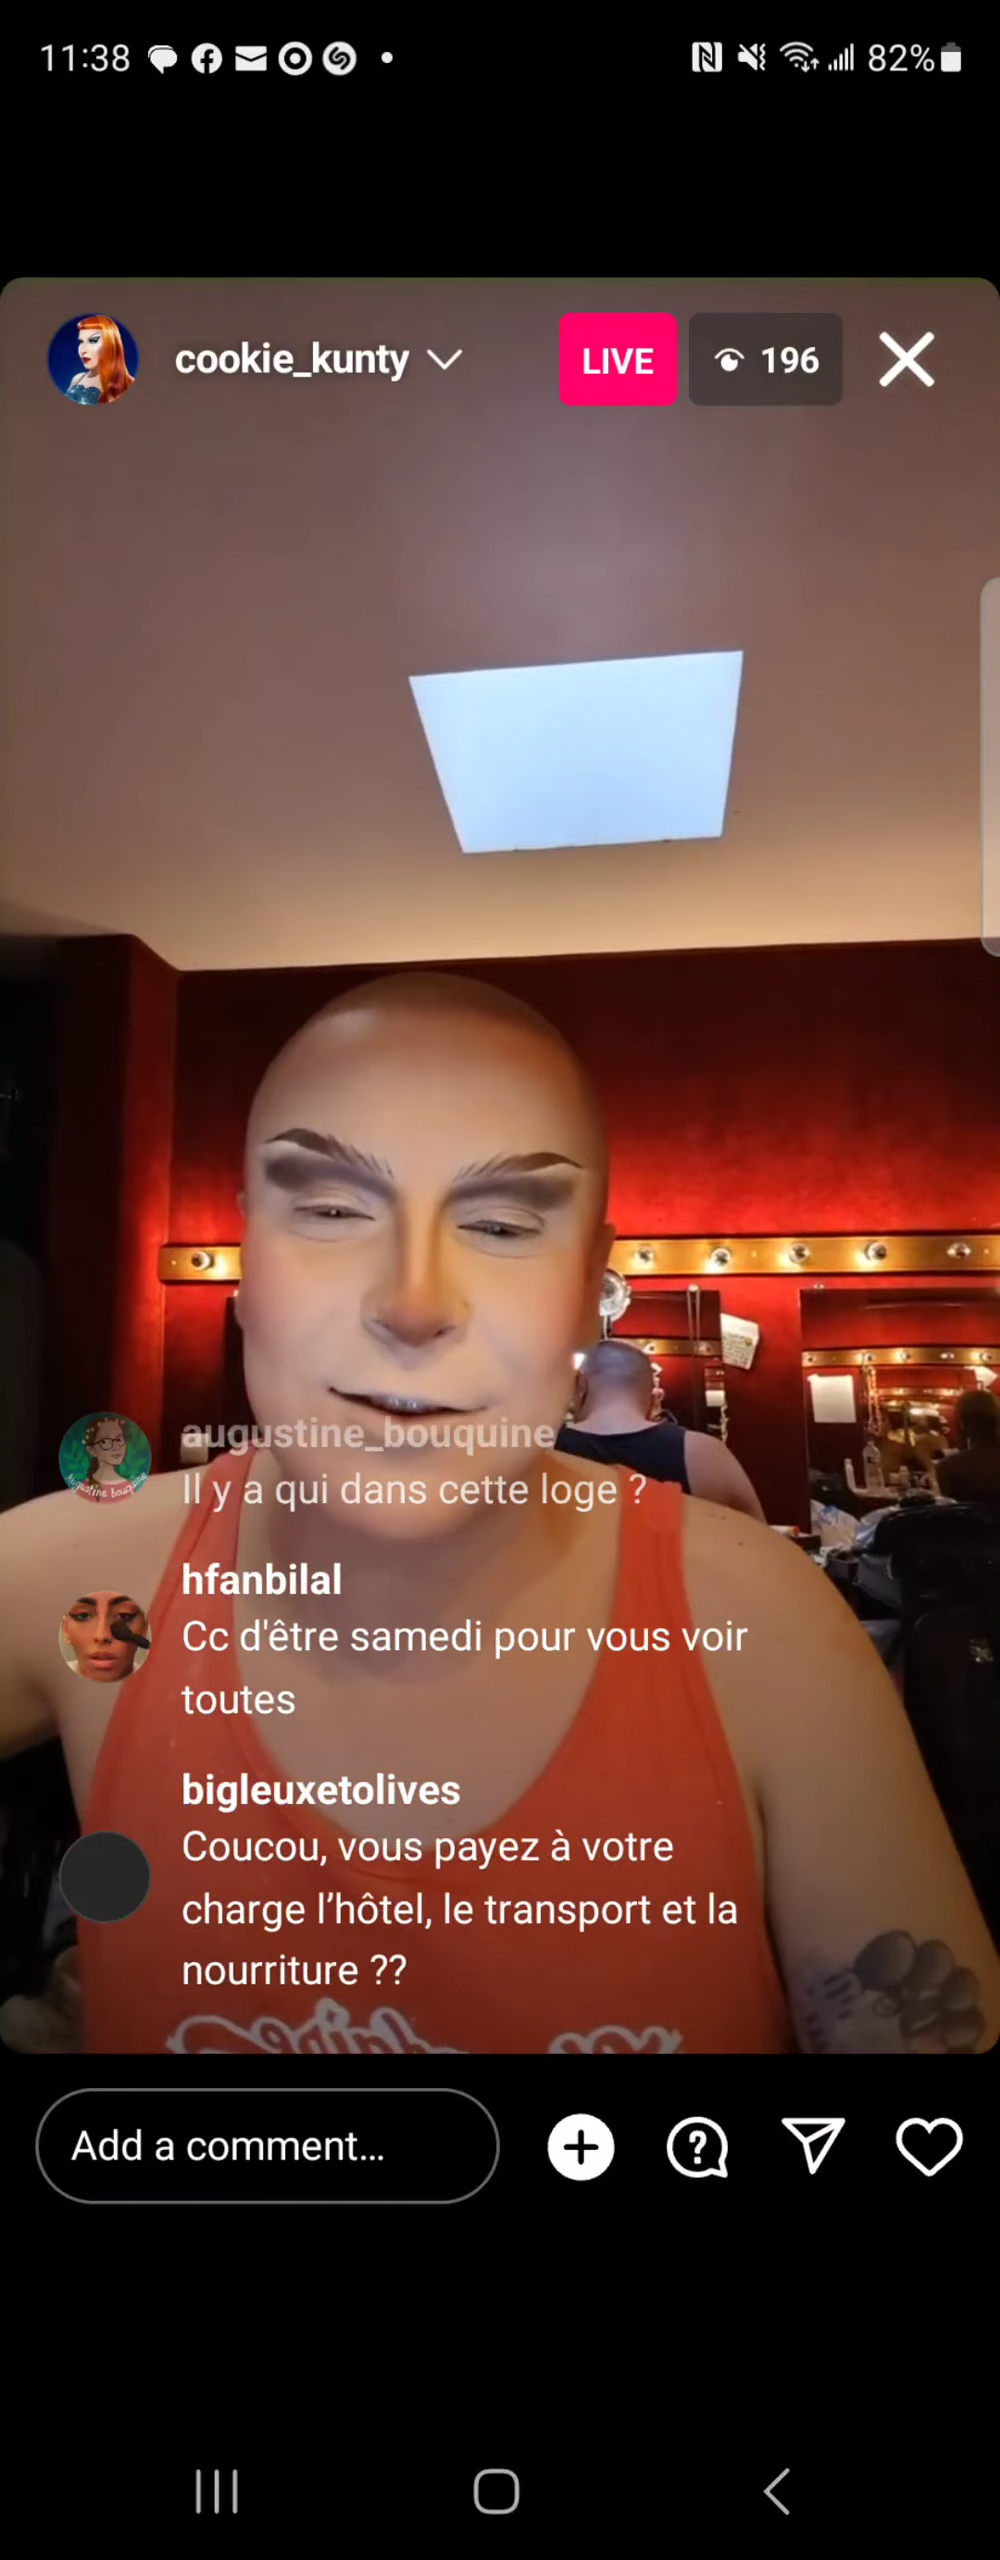 11:38
82%
cookie_kunty
LIVE
196
augustine_bouquine
Il y a qui dans cette loge ?
hfanbilal
Cc d'être samedi pour vous voir
toutes
bigleuxetolives
Coucou, vous payez à votre
charge l’hôtel, le transport et la
nourriture ??
Add a comment...